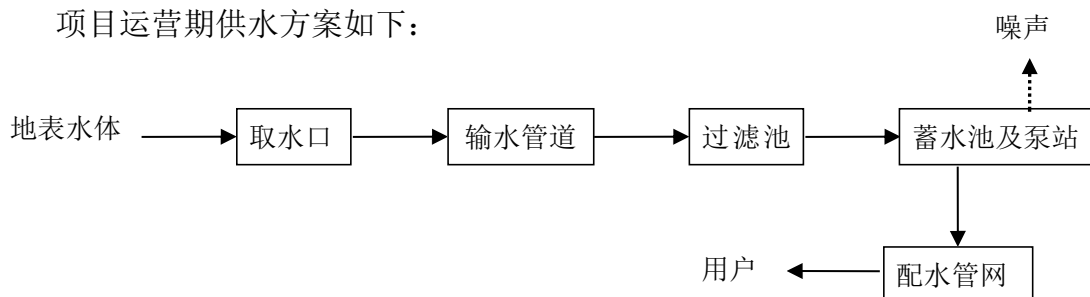 项目运营期供水方案如下：
噪声
地表水体
取水口
输水管道
过滤池
蓄水池及泵站
用户
配水管网